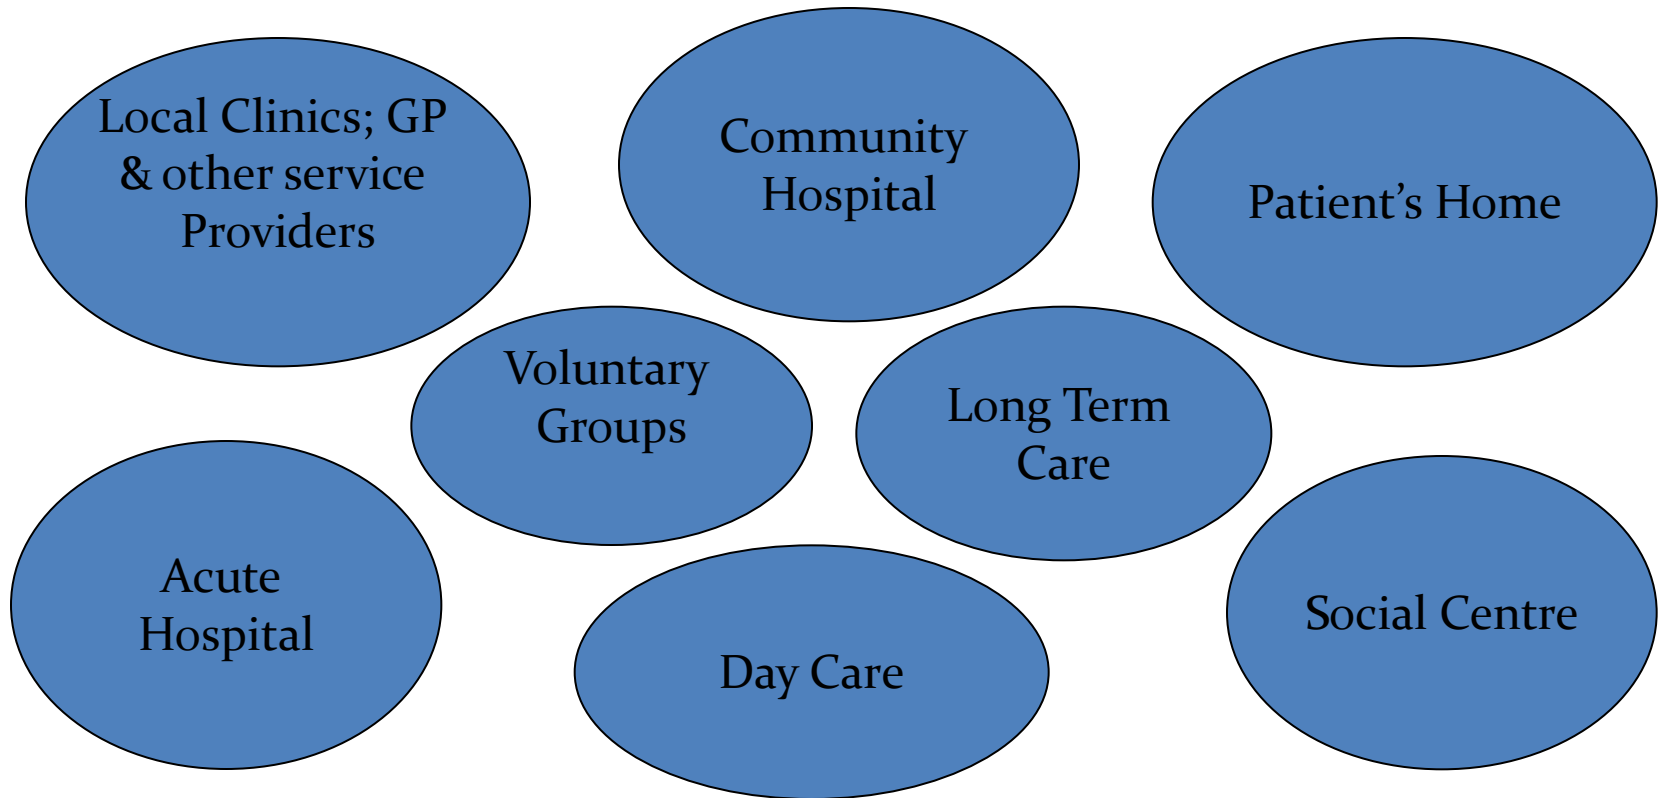 Local Clinics; GP
& other service
Providers
Community
Hospital
Patient’s Home
Voluntary
Groups
Long Term
Care
Acute
Hospital
Day Care
Social Centre